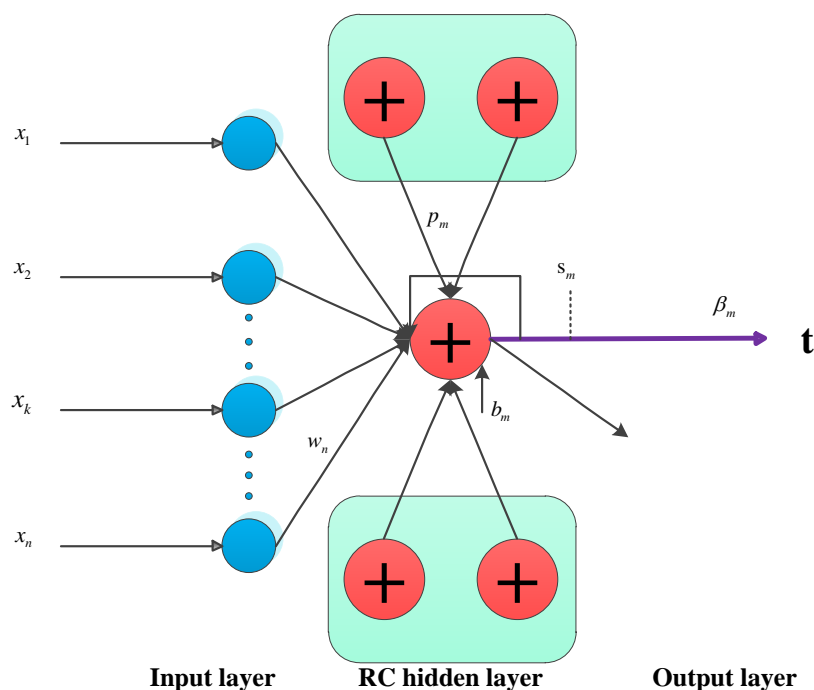 x₁
pₘ
x₂
sₘ
βₘ
t
xₖ
bₘ
wₙ
xₙ
Input layer
RC hidden layer
Output layer